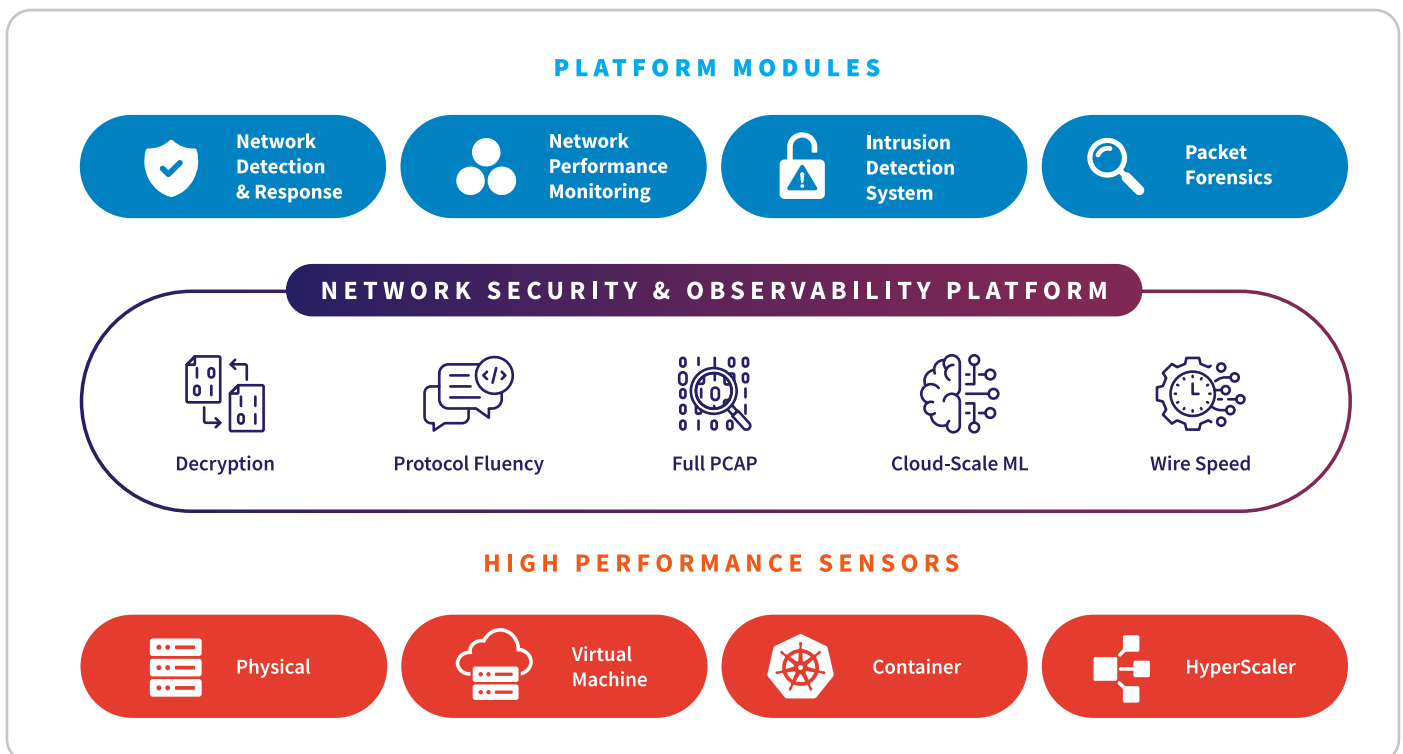 PLATFORM MODULES
Network
Detection
& Response
Network
Performance
Monitoring
Intrusion
Detection
System
Packet
Forensics
NETWORK SECURITY & OBSERVABILITY PLATFORM
Decryption
Protocol Fluency
Full PCAP
Cloud-Scale ML
Wire Speed
HIGH PERFORMANCE SENSORS
Physical
Virtual
Machine
Container
HyperScaler